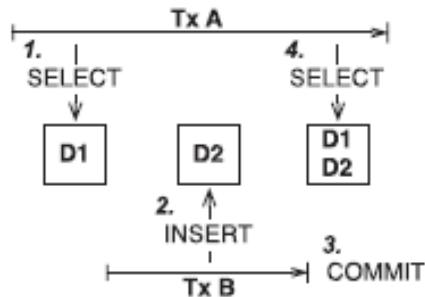 Tx A
1.
SELECT
4.
SELECT
D1
D2
D1
D2
2.
INSERT
3.
COMMIT
Tx B